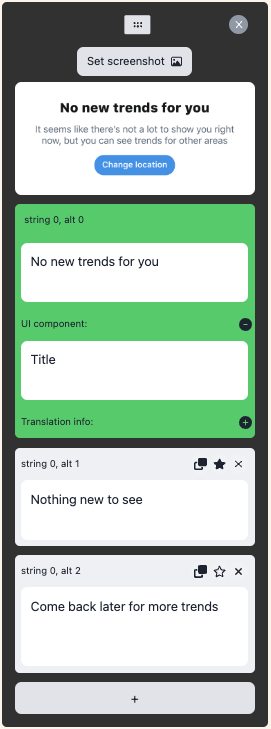 Set screenshot
No new trends for you
It seems like there's not a lot to show you right
now, but you can see trends for other areas
Change location
string 0, alt 0
No new trends for you
UI component:
Title
Translation info:
string 0, alt 1
Nothing new to see
string 0, alt 2
Come back later for more trends
+